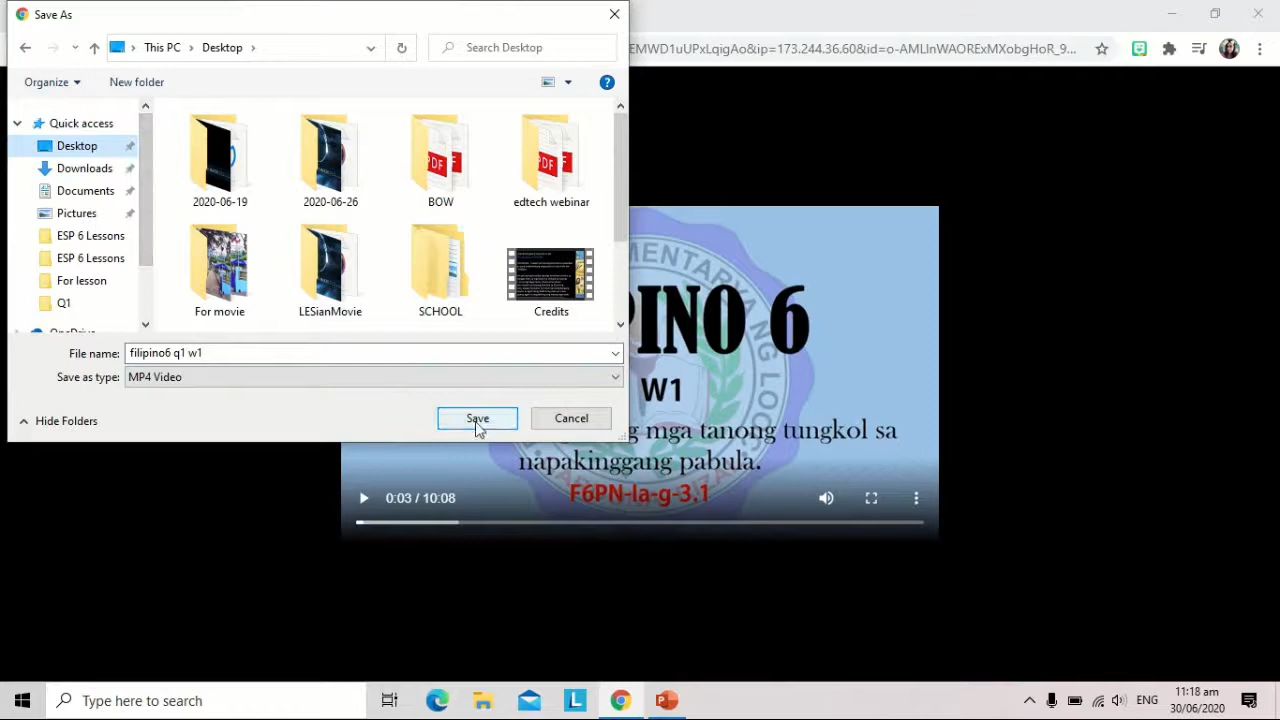 Save As
This PC
Desktop
Search Desktop
EMWD1uUPxLqigAo&ip=173.244.36.60&id=o-AMLlnWAORExMXobgHoR_9...
Organize
New folder
Quick access
Desktop
Downloads
Documents
Pictures
ESP 6 Lessons
ESP 6 Lessons
For lesson
Q1
2020-06-19
2020-06-26
BOW
edtech webinar
For movie
LESianMovie
SCHOOL
Credits
PDF
PDF
File name:
filipino6 q1 w1
Save as type:
MP4 Video
Hide Folders
Save
Cancel
PINO 6
W1
g mga tanong tungkol sa
napakinggang pabula.
F6PN-la-g-3.1
0:03 / 10:08
Type here to search
ENG
11:18 am
30/06/2020